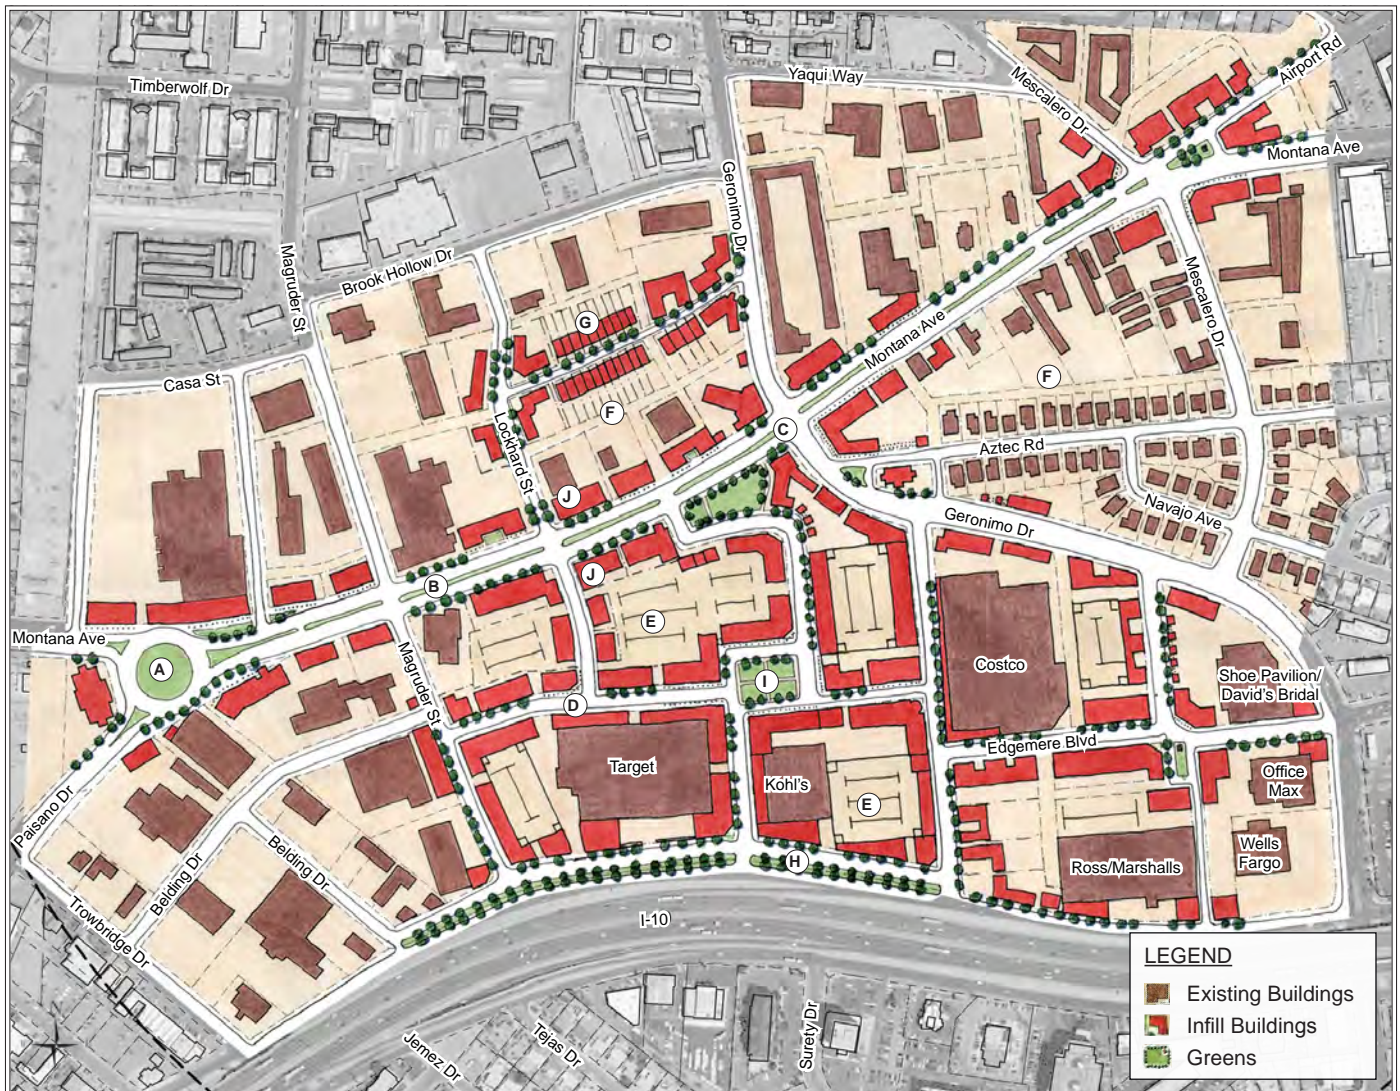 Timberwolf Dr
Yaqui Way
Airport Rd
Mescalero Dr
Montana Ave
Geronimo Dr
Magruder St
Brook Hollow Dr
Mescalero Dr
G
Montana Ave
Casa St
F
F
Lockhard St
C
Aztec Rd
J
Navajo Ave
Geronimo Dr
J
B
E
Montana Ave
A
Magruder St
Costco
I
Shoe Pavilion/
David's Bridal
D
Edgemere Blvd
Target
Kohl's
Office
Max
Paisano Dr
E
Wells
Fargo
H
Ross/Marshalls
Belding Dr
Belding Dr
I-10
Trowbridge Dr
LEGEND
Existing Buildings
Infill Buildings
Greens
Surety Dr
Tejas Dr
Jemez Dr